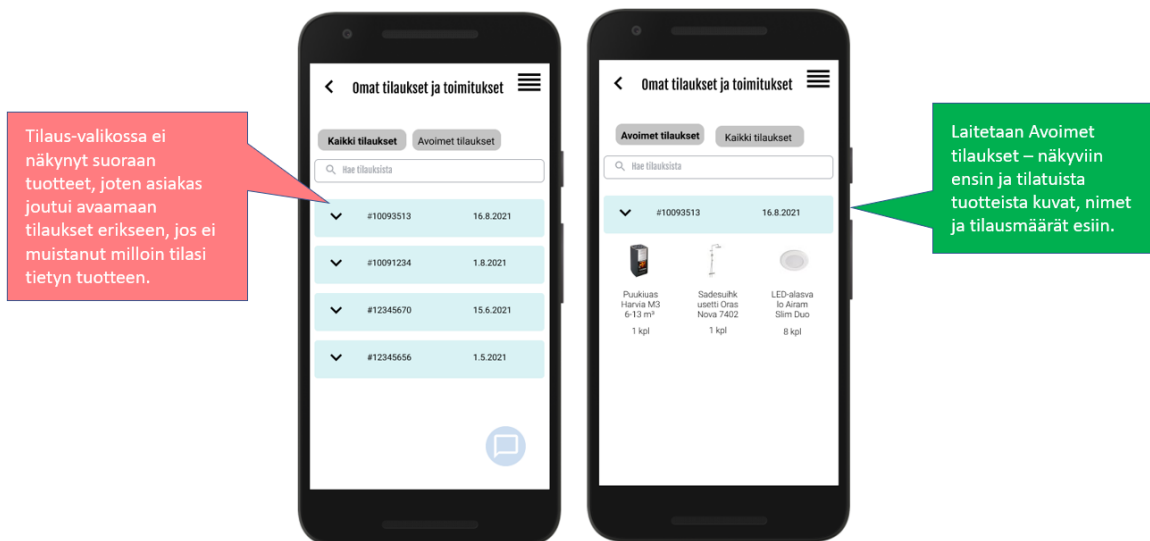 Tilaus-valikossa ei
näkynyt suoraan
tuotteet, joten asiakas
joutui avaamaan
tilaukset erikseen, jos ei
muistanut milloin tilasi
tietyn tuotteen.
Omat tilaukset ja toimitukset
Kaikki tilaukset Avoimet tilaukset
Hae tilauksista
#10093513 16.8.2021
#10091234 1.8.2021
#12345670 15.6.2021
#12345656 1.5.2021
Omat tilaukset ja toimitukset
Avoimet tilaukset Kaikki tilaukset
Hae tilauksista
#10093513 16.8.2021
Puukiuas
Harvia M3
6-13 m³
1 kpl
Sadesuihk
usetti Oras
Nova 7402
1 kpl
LED-alasva
lo Airam
Slim Duo
8 kpl
Laitetaan Avoimet
tilaukset – näkyviin
ensin ja tilatuista
tuotteista kuvat, nimet
ja tilausmäärät esiin.